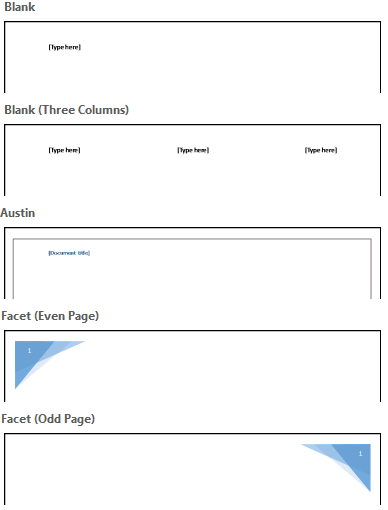 Blank
[Type here]
Blank (Three Columns)
[Type here] [Type here] [Type here]
Austin
[Document title]
Facet (Even Page)
1
Facet (Odd Page)
1